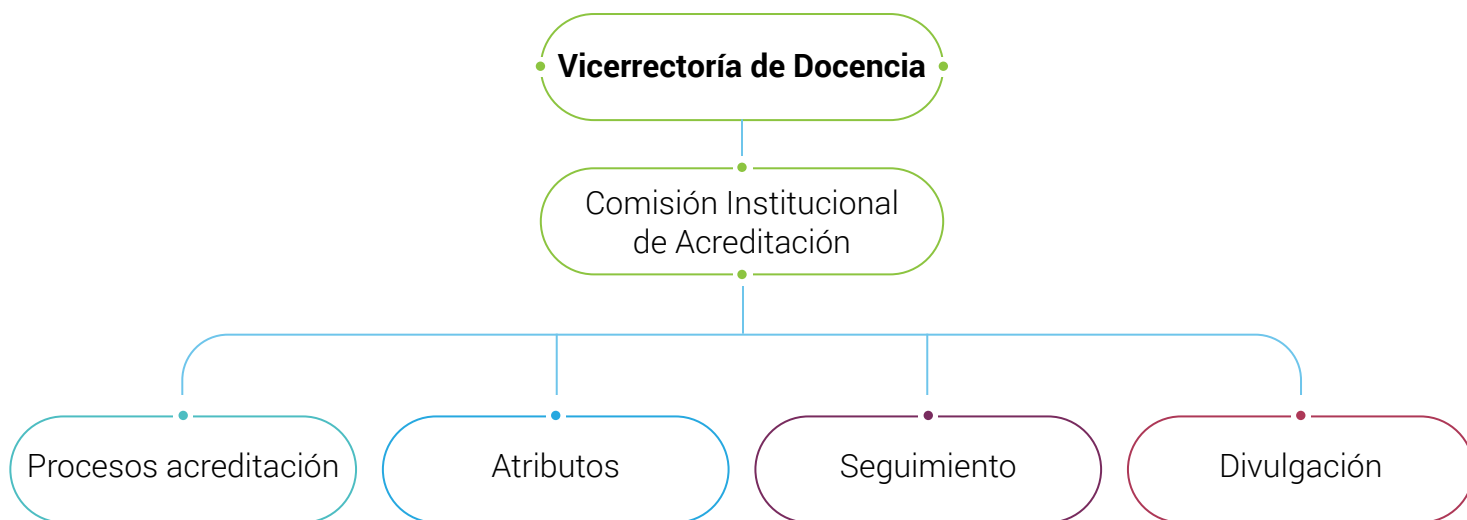 Vicerrectoría de Docencia
Comisión Institucional
de Acreditación
Procesos acreditación
Atributos
Seguimiento
Divulgación